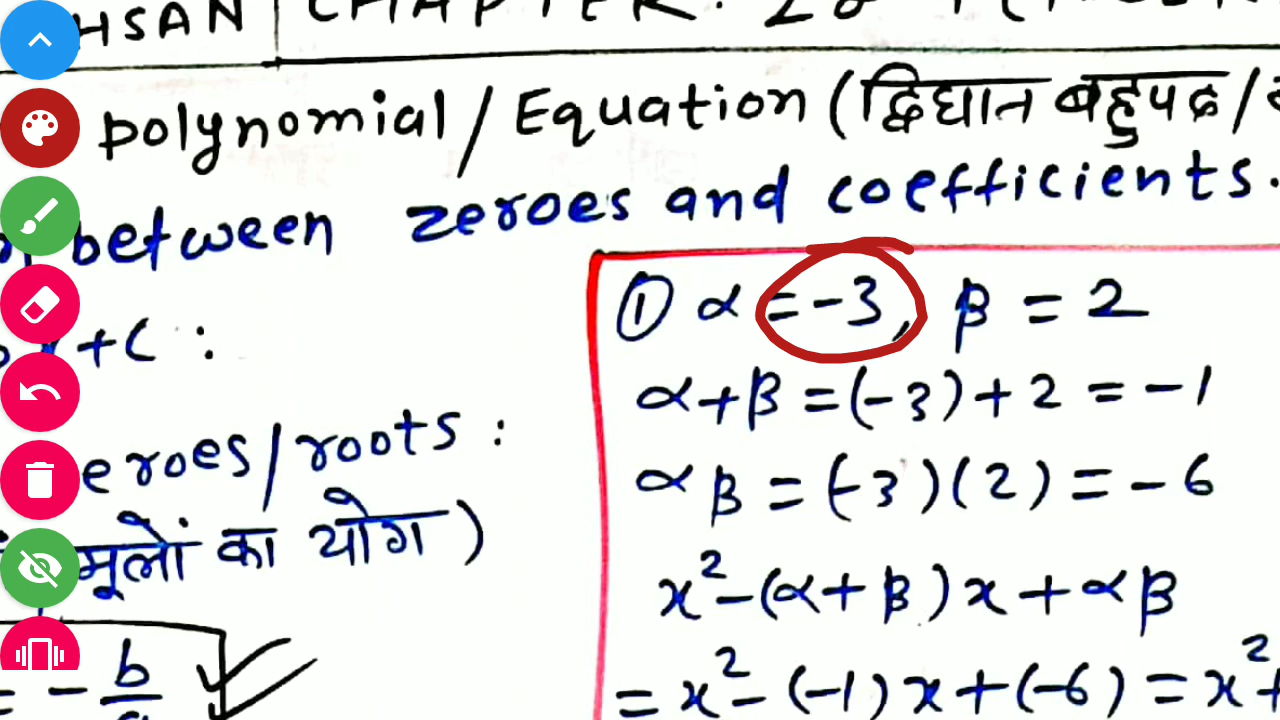 HSAN CHAPTER:
polynomial/Equation (द्विघात बहुपद/
between zeroes and coefficients.
+C :
eroes/roots :
मूलों का योग )
= - b
① α = -3, β = 2
α+β = (-3)+2 = -1
αβ = (-3)(2) = -6
x²-(α+β)x+αβ
= x²-(-1)x+(-6) = x²+